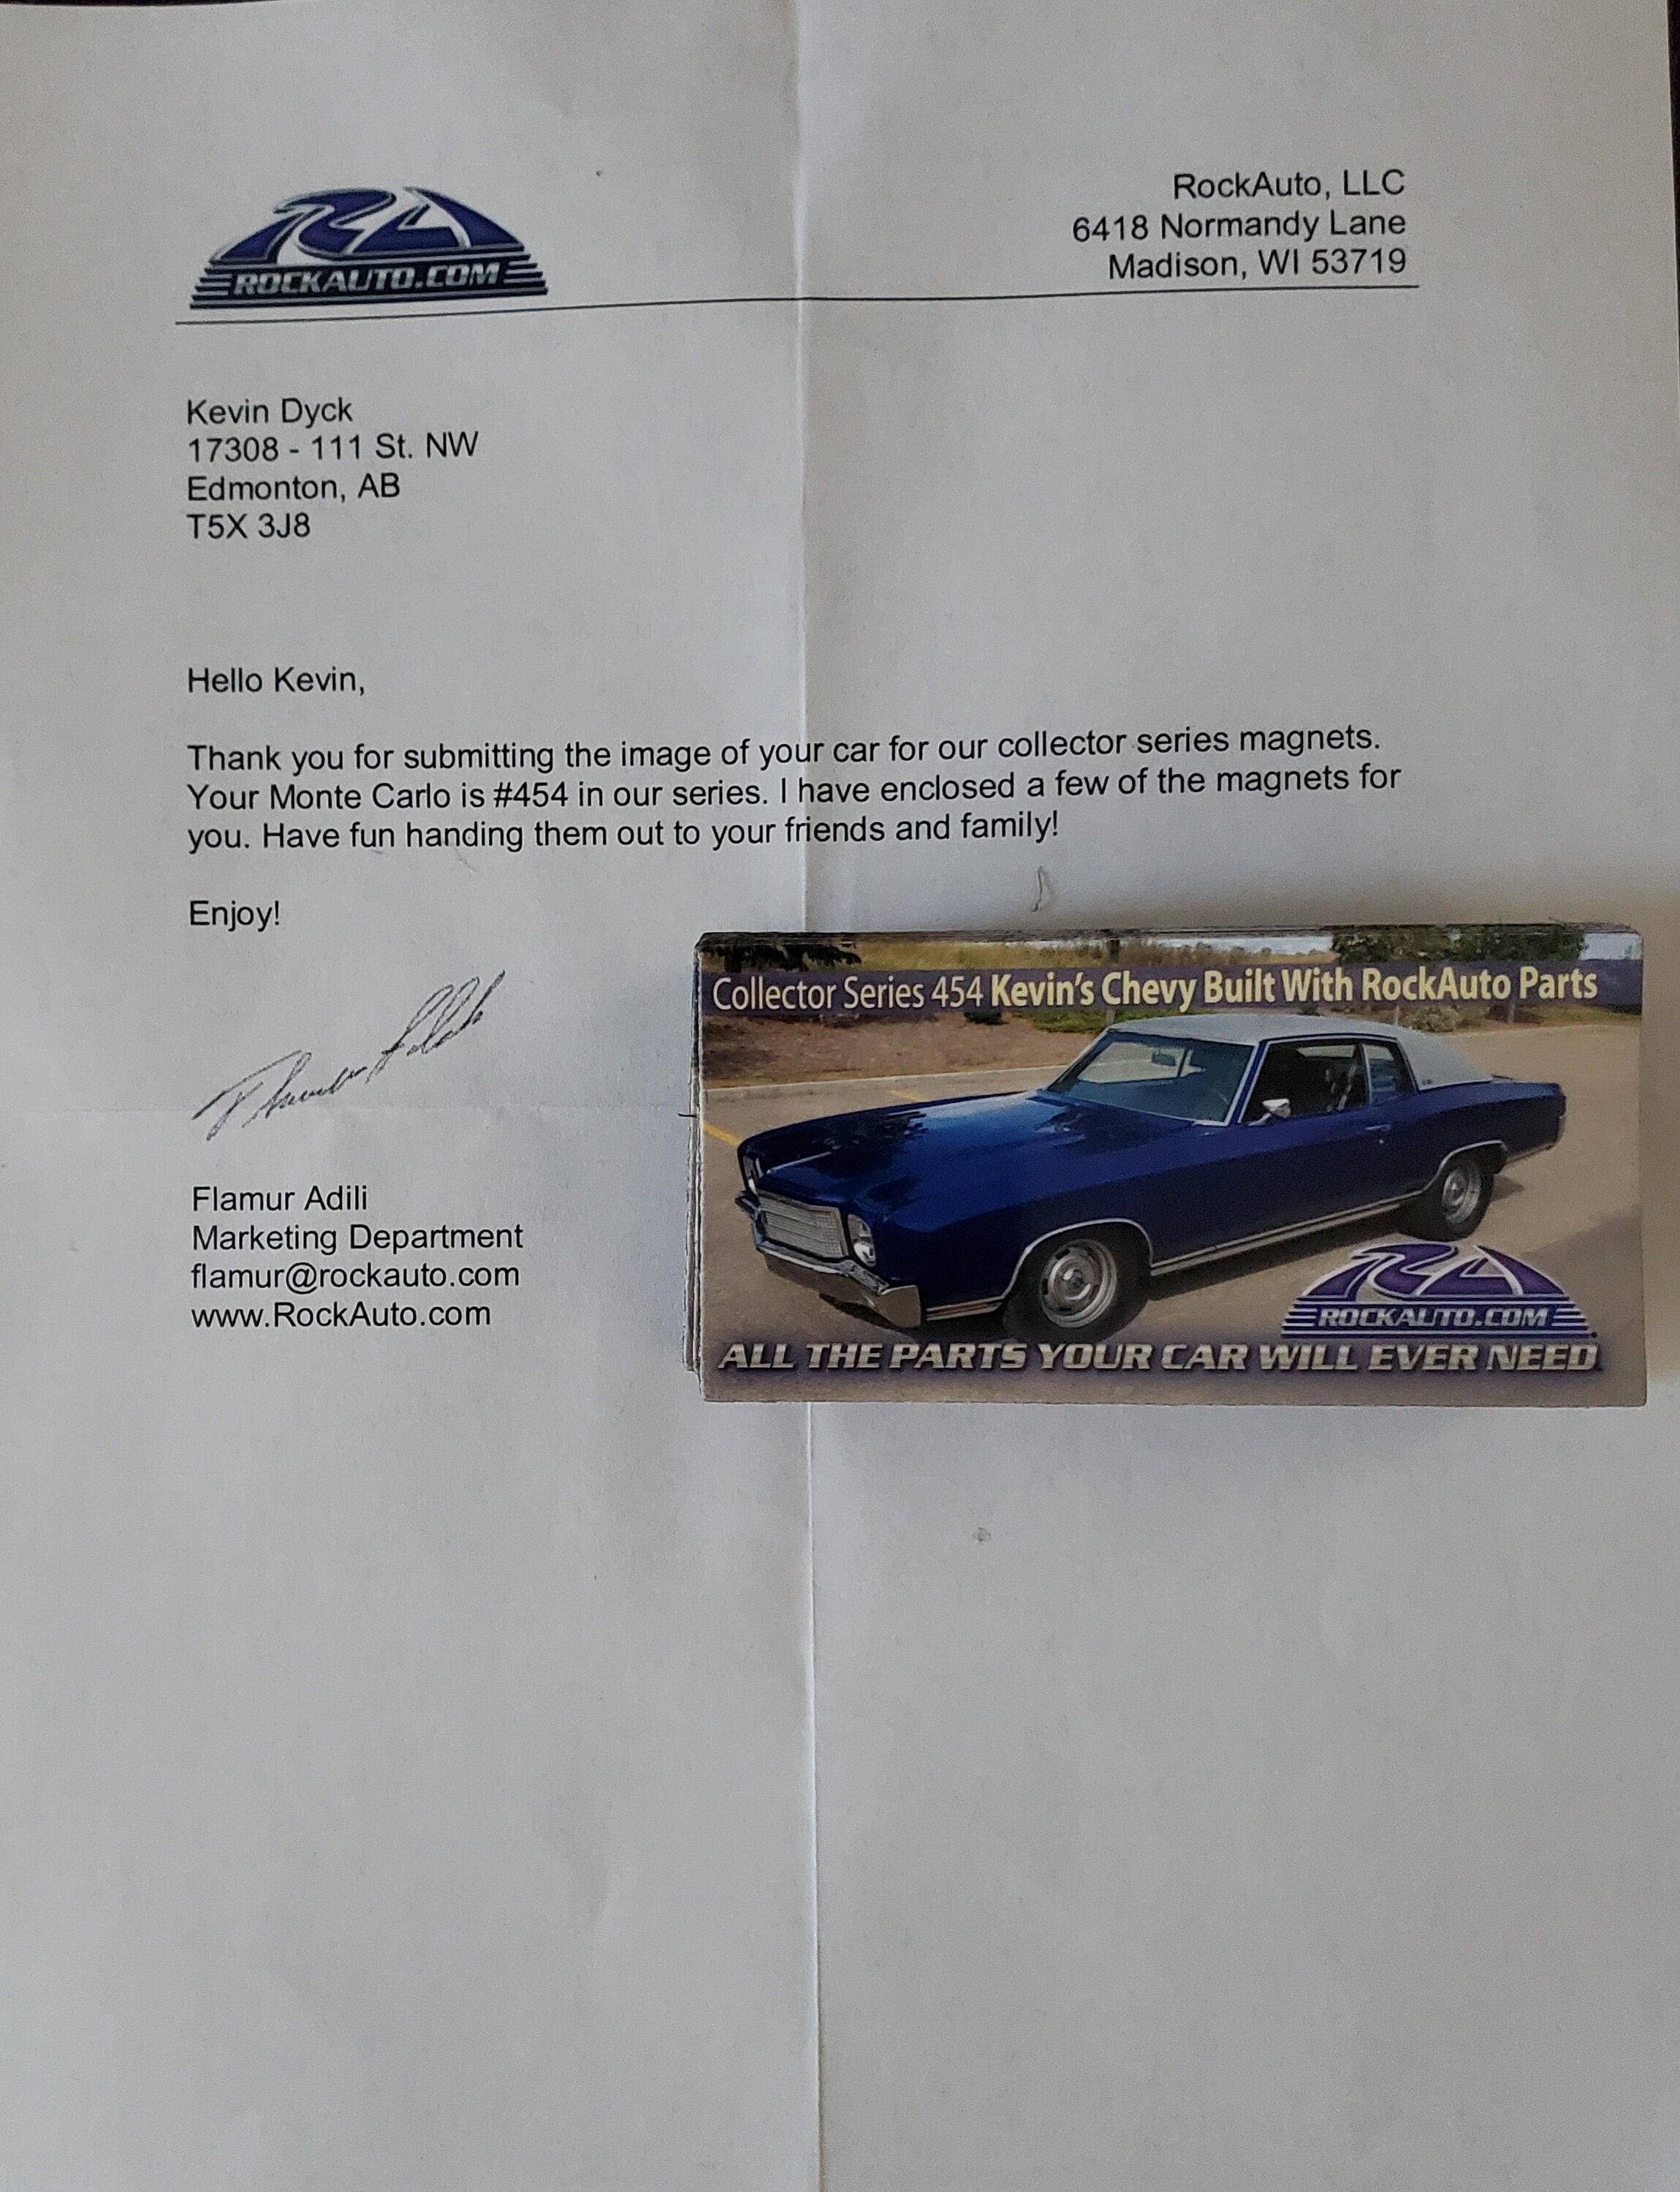 RA
ROCKAUTO.COM
RockAuto, LLC
6418 Normandy Lane
Madison, WI 53719
Kevin Dyck
17308 - 111 St. NW
Edmonton, AB
T5X 3J8
Hello Kevin,
Thank you for submitting the image of your car for our collector series magnets.
Your Monte Carlo is #454 in our series. I have enclosed a few of the magnets for
you. Have fun handing them out to your friends and family!
Enjoy!
Flamur Adili
Marketing Department
flamur@rockauto.com
www.RockAuto.com
Collector Series 454 Kevin's Chevy Built With RockAuto Parts
RA
ROCKAUTO.COM
ALL THE PARTS YOUR CAR WILL EVER NEED